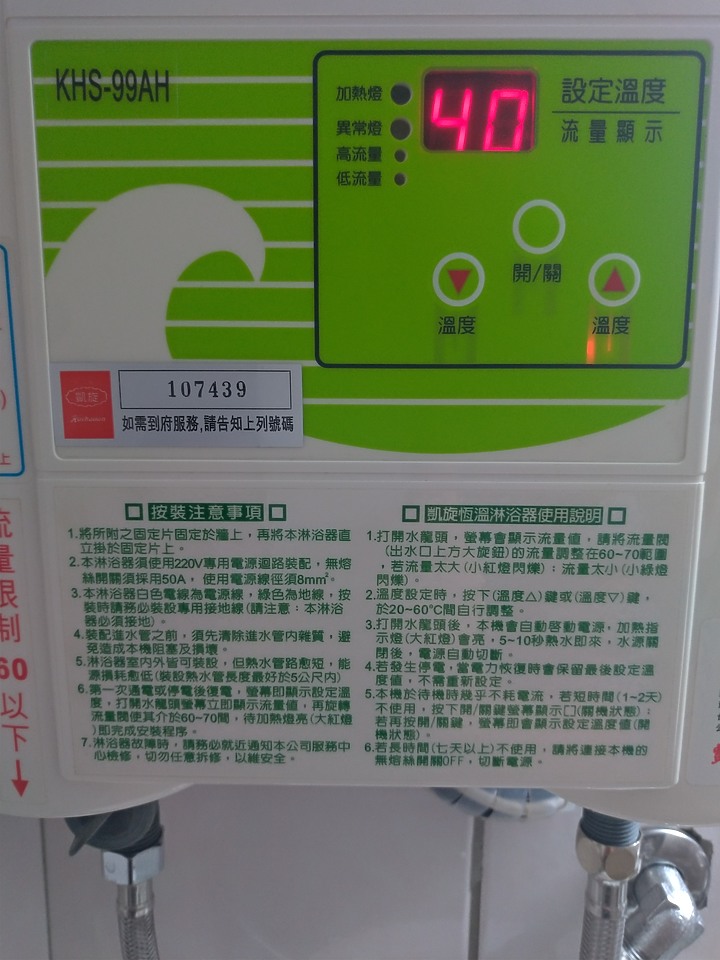 KHS-99AH
加熱燈
異常燈
高流量
低流量
40
設定溫度
流量顯示
開/關
溫度
溫度
凱旋
107439
如需到府服務,請告知上列號碼
按裝注意事項
1.將所附之固定片固定於牆上，再將本淋浴器直
立掛於固定片上。
2.本淋浴器須使用220V專用電源迴路裝配，無熔
絲開關須採用50A，使用電源線徑須8mm²。
3.本淋浴器白色電線為電源線，綠色為地線，按
裝時請務必裝設專用接地線(請注意：本淋浴
器必須接地)。
4.裝配進水管之前，須先清除進水管內雜質，避
免造成本機阻塞及損壞。
5.淋浴器室內外皆可裝設，但熱水管路愈短，能
源損耗愈低(裝設熱水管長度最好於5公尺內)
6.第一次通電或停電後復電，螢幕即顯示設定溫
度，打開水龍頭螢幕立即顯示流量值，再旋轉
流量閥使其介於60~70間，待加熱燈亮(大紅燈
)即完成安裝程序。
7.淋浴器故障時，請務必就近通知本公司服務中
心檢修，切勿任意拆修，以維安全。
凱旋恆溫淋浴器使用說明
1.打開水龍頭，螢幕會顯示流量值，請將流量閥
(出水口上方大旋鈕)的流量調整在60~70範圍
，若流量太大(小紅燈閃爍)；流量太小(小綠燈
閃爍)。
2.溫度設定時，按下(溫度△)鍵或(溫度▽)鍵，
於20~60℃間自行調整。
3.打開水龍頭後，本機會自動啓動電源，加熱指
示燈(大紅燈)會亮，5~10秒熱水即來，水源關
閉後，電源自動切斷。
4.若發生停電，當電力恢復時會保留最後設定溫
度值，不需重新設定。
5.本機於待機時幾乎不耗電流，若短時間(1~2天)
不使用，按下開/關鍵螢幕顯示[](關機狀態)；
若再按開/關鍵，螢幕即會顯示設定溫度值(開
機狀態)。
6.若長時間(七天以上)不使用，請將連接本機的
無熔絲開關OFF，切斷電源。
流量限制60以下↓
上